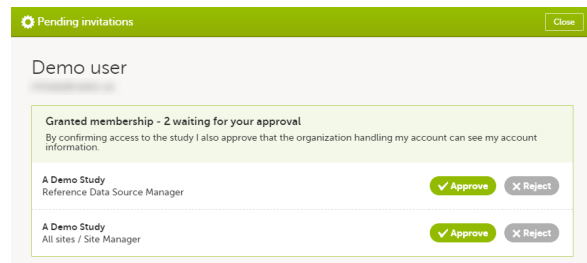 Pending invitations
Close
Demo user
Granted membership - 2 waiting for your approval
By confirming access to the study I also approve that the organization handling my account can see my account
information.
A Demo Study
Reference Data Source Manager
Approve
Reject
A Demo Study
All sites / Site Manager
Approve
Reject